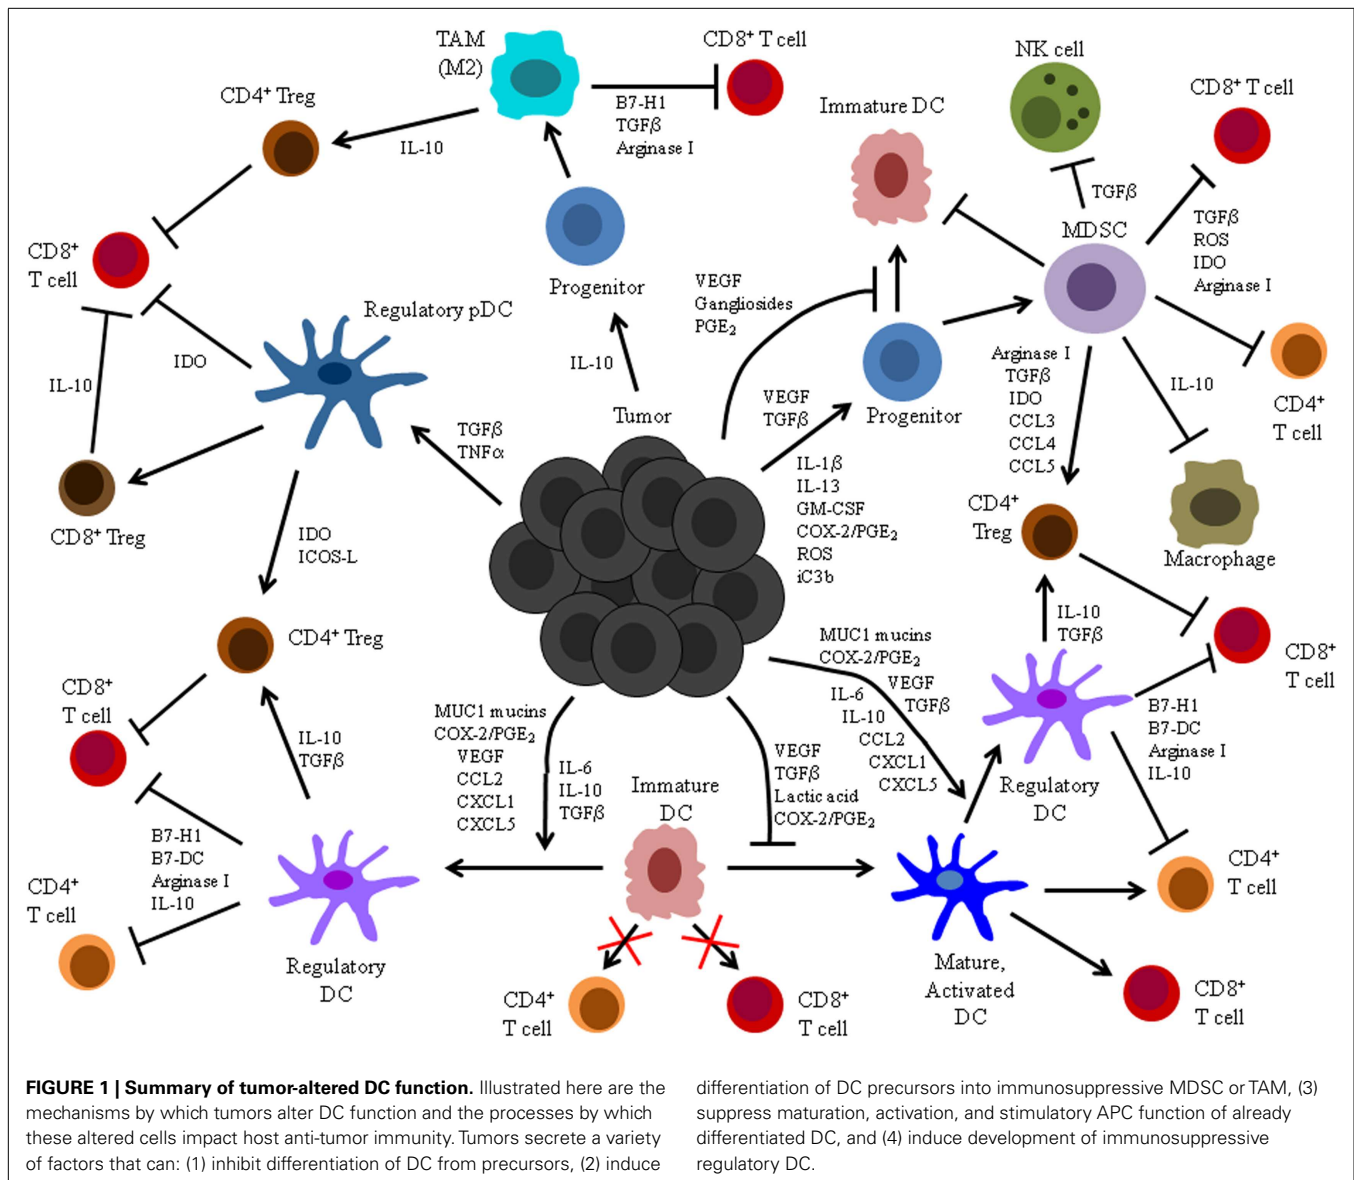 TAM
(M2)
CD8⁺ T cell
B7-H1
TGFβ
Arginase I
CD4⁺ Treg
IL-10
CD8⁺
T cell
Progenitor
IL-10
Regulatory pDC
IDO
IL-10
CD8⁺ Treg
TGFβ
TNFα
IDO
ICOS-L
Tumor
Immature DC
NK cell
CD8⁺ T cell
TGFβ
MDSC
TGFβ
ROS
IDO
Arginase I
VEGF
Gangliosides
PGE₂
VEGF
TGFβ
Progenitor
IL-1β
IL-13
GM-CSF
COX-2/PGE₂
ROS
iC3b
Arginase I
TGFβ
IDO
CCL3
CCL4
CCL5
IL-10
CD4⁺
T cell
Macrophage
CD4⁺
Treg
IL-10
TGFβ
CD8⁺
T cell
CD4⁺ Treg
CD8⁺
T cell
IL-10
TGFβ
B7-H1
B7-DC
Arginase I
IL-10
CD4⁺
T cell
Regulatory
DC
MUC1 mucins
COX-2/PGE₂
VEGF
CCL2
CXCL1
CXCL5
IL-6
IL-10
TGFβ
Immature
DC
VEGF
TGFβ
Lactic acid
COX-2/PGE₂
MUC1 mucins
COX-2/PGE₂
VEGF
TGFβ
IL-6
IL-10
CCL2
CXCL1
CXCL5
Regulatory
DC
B7-H1
B7-DC
Arginase I
IL-10
CD4⁺
T cell
CD8⁺
T cell
Mature,
Activated
DC
CD4⁺
T cell
CD8⁺
T cell
FIGURE 1 | Summary of tumor-altered DC function. Illustrated here are the
mechanisms by which tumors alter DC function and the processes by which
these altered cells impact host anti-tumor immunity. Tumors secrete a variety
of factors that can: (1) inhibit differentiation of DC from precursors, (2) induce
differentiation of DC precursors into immunosuppressive MDSC or TAM, (3)
suppress maturation, activation, and stimulatory APC function of already
differentiated DC, and (4) induce development of immunosuppressive
regulatory DC.